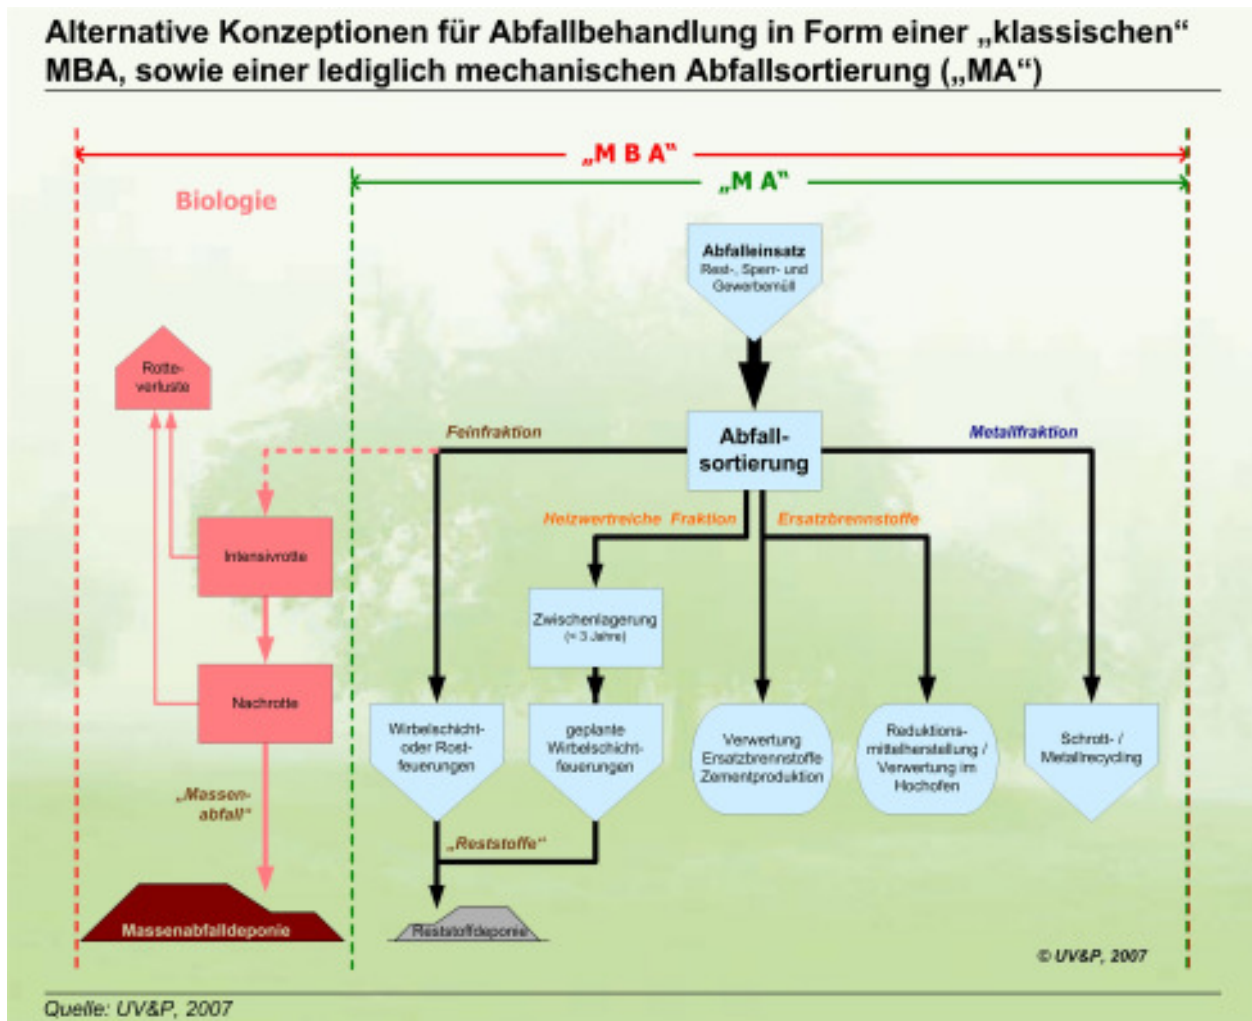 Alternative Konzeptionen für Abfallbehandlung in Form einer „klassischen“
MBA, sowie einer lediglich mechanischen Abfallsortierung („MA“)
„M B A“
„M A“
Biologie
Abfalleinsatz
Rest-, Sperr- und
Gewerbemüll
Rotte-
verluste
Feinfraktion
Abfall-
sortierung
Metallfraktion
Heizwertreiche Fraktion
Ersatzbrennstoffe
Intensivrotte
Zwischenlagerung
(< 3 Jahre)
Nachrotte
Wirbelschicht-
oder Rost-
feuerungen
geplante
Wirbelschicht-
feuerungen
Verwertung
Ersatzbrennstoffe
Zementproduktion
Reduktions-
mittelherstellung /
Verwertung im
Hochofen
Schrott- /
Metallrecycling
„Massen-
abfall“
„Reststoffe“
Massenabfalldeponie
Reststoffdeponie
© UV&P, 2007
Quelle: UV&P, 2007